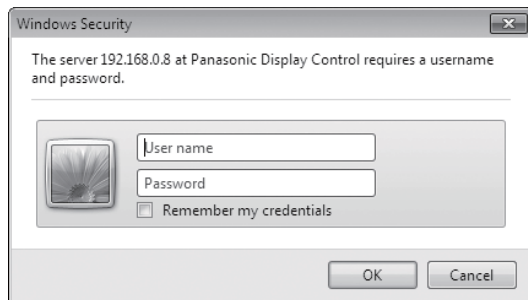 Windows Security
The server 192.168.0.8 at Panasonic Display Control requires a username
and password.
User name
Password
Remember my credentials
OK
Cancel